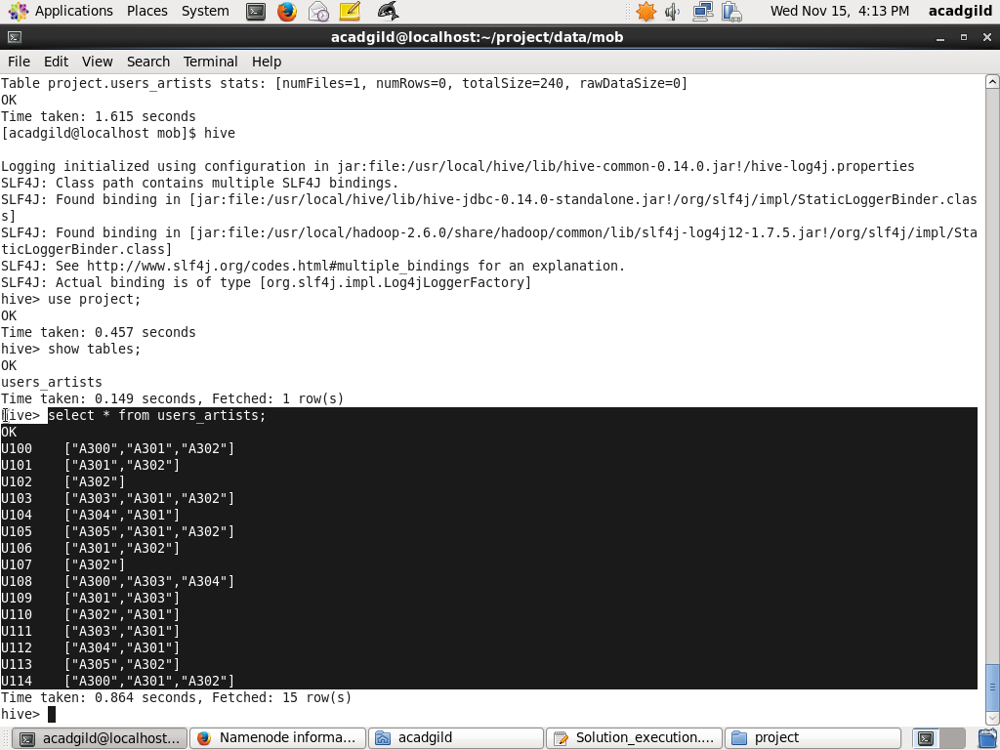 Applications Places System Wed Nov 15, 4:13 PM acadgild
acadgild@localhost:~/project/data/mob
File Edit View Search Terminal Help
Table project.users_artists stats: [numFiles=1, numRows=0, totalSize=240, rawDataSize=0]
OK
Time taken: 1.615 seconds
[acadgild@localhost mob]$ hive
Logging initialized using configuration in jar:file:/usr/local/hive/lib/hive-common-0.14.0.jar!/hive-log4j.properties
SLF4J: Class path contains multiple SLF4J bindings.
SLF4J: Found binding in [jar:file:/usr/local/hive/lib/hive-jdbc-0.14.0-standalone.jar!/org/slf4j/impl/StaticLoggerBinder.clas
s]
SLF4J: Found binding in [jar:file:/usr/local/hadoop-2.6.0/share/hadoop/common/lib/slf4j-log4j12-1.7.5.jar!/org/slf4j/impl/Sta
ticLoggerBinder.class]
SLF4J: See http://www.slf4j.org/codes.html#multiple_bindings for an explanation.
SLF4J: Actual binding is of type [org.slf4j.impl.Log4jLoggerFactory]
hive> use project;
OK
Time taken: 0.457 seconds
hive> show tables;
OK
users_artists
Time taken: 0.149 seconds, Fetched: 1 row(s)
hive> select * from users_artists;
OK
U100 ["A300","A301","A302"]
U101 ["A301","A302"]
U102 ["A302"]
U103 ["A303","A301","A302"]
U104 ["A304","A301"]
U105 ["A305","A301","A302"]
U106 ["A301","A302"]
U107 ["A302"]
U108 ["A300","A303","A304"]
U109 ["A301","A303"]
U110 ["A302","A301"]
U111 ["A303","A301"]
U112 ["A304","A301"]
U113 ["A305","A302"]
U114 ["A300","A301","A302"]
Time taken: 0.864 seconds, Fetched: 15 row(s)
hive>
acadgild@localhost... Namenode informa... acadgild Solution_execution.... project